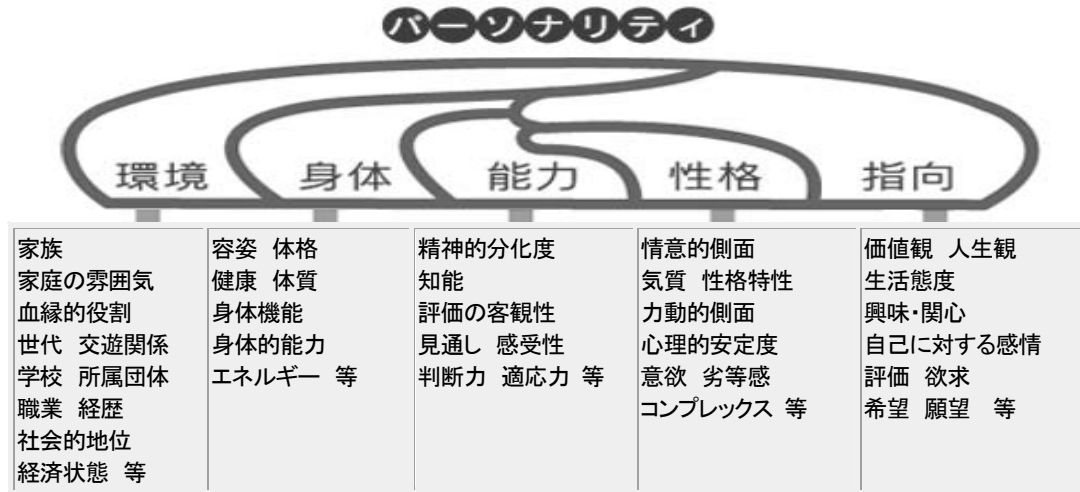 パーソナリティ
環境 身体 能力 性格 指向
家族
家庭の雰囲気
血縁的役割
世代 交遊関係
学校 所属団体
職業 経歴
社会的地位
経済状態 等
容姿 体格
健康 体質
身体機能
身体的能力
エネルギー 等
精神的分化度
知能
評価の客観性
見通し 感受性
判断力 適応力 等
情意的側面
気質 性格特性
力動的側面
心理的安定度
意欲 劣等感
コンプレックス 等
価値観 人生観
生活態度
興味・関心
自己に対する感情
評価 欲求
希望 願望 等